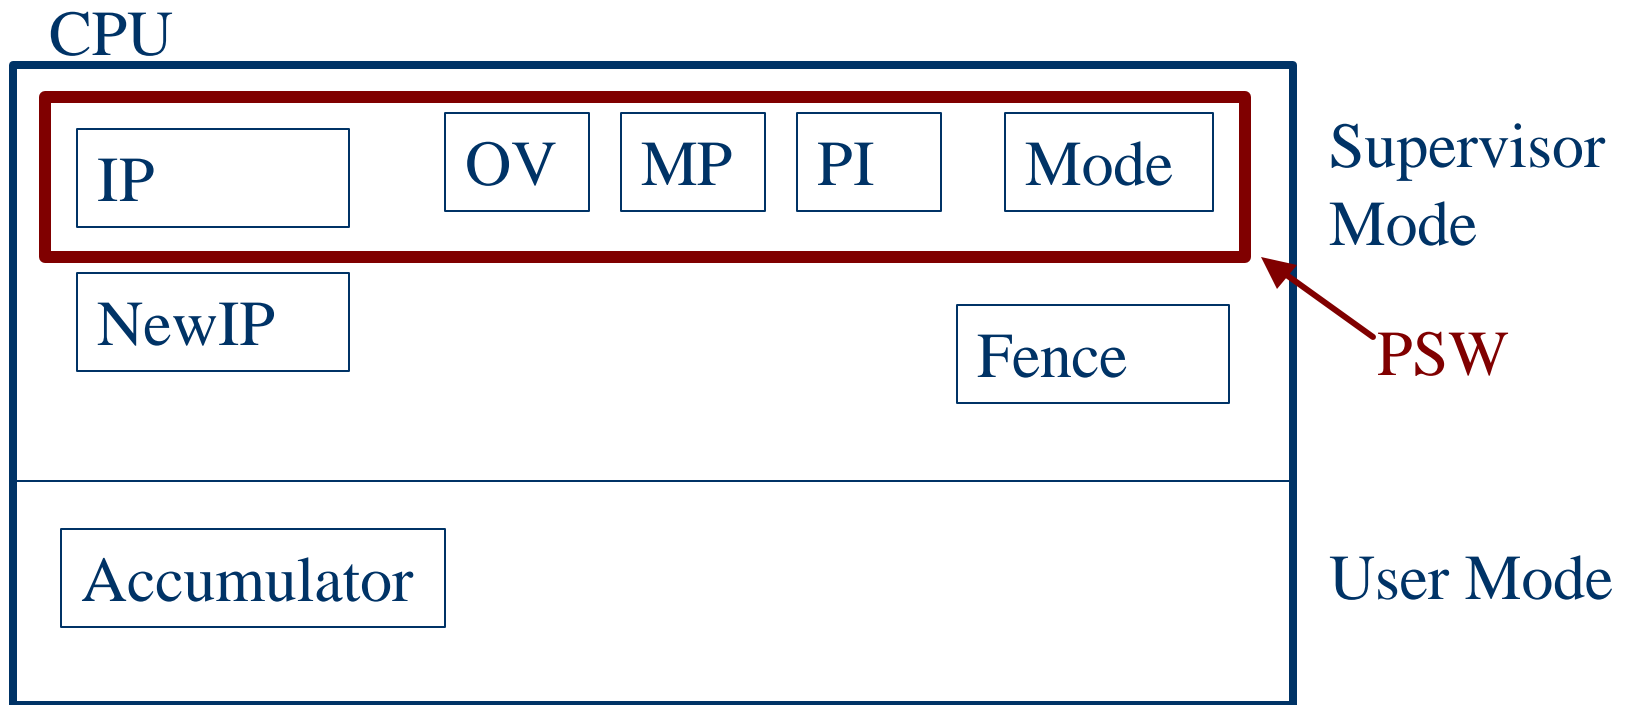 CPU
IP
OV
MP
PI
Mode
Supervisor
Mode
NewIP
Fence
PSW
Accumulator
User Mode